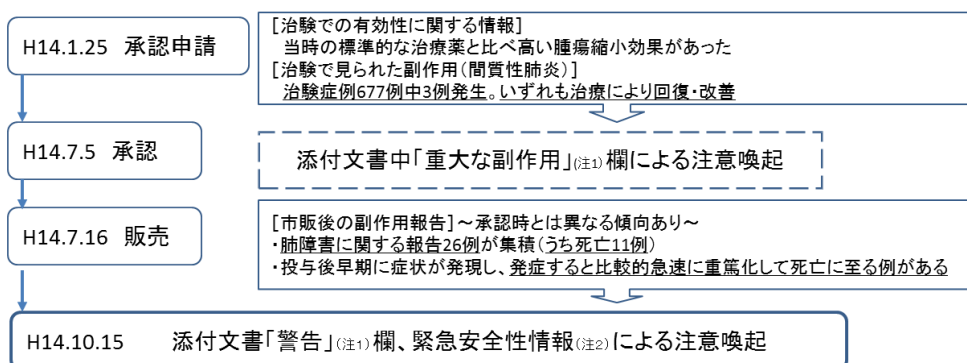 H14.1.25 承認申請
[治験での有効性に関する情報]
当時の標準的な治療薬と比べ高い腫瘍縮小効果があった
[治験で見られた副作用(間質性肺炎)]
治験症例677例中3例発生。いずれも治療により回復・改善
H14.7.5 承認
添付文書中「重大な副作用」(注1)欄による注意喚起
H14.7.16 販売
[市販後の副作用報告]～承認時とは異なる傾向あり～
・肺障害に関する報告26例が集積(うち死亡11例)
・投与後早期に症状が発現し、発症すると比較的急速に重篤化して死亡に至る例がある
H14.10.15 添付文書「警告」(注1)欄、緊急安全性情報(注2)による注意喚起